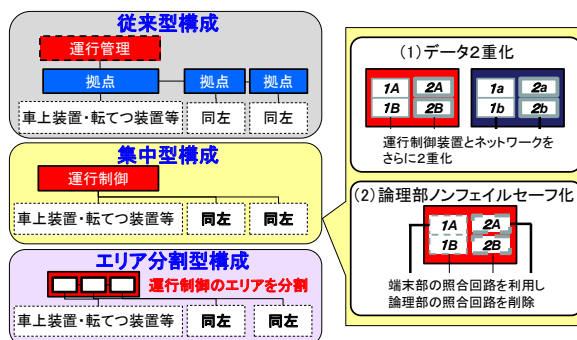 従来型構成
運行管理
拠点
拠点
拠点
車上装置・転てつ装置等
同左
同左
集中型構成
運行制御
車上装置・転てつ装置等
同左
同左
エリア分割型構成
運行制御のエリアを分割
車上装置・転てつ装置等
同左
同左
(1)データ2重化
1A 2A 1a 2a
1B 2B 1b 2b
運行制御装置とネットワークを
さらに2重化
(2)論理部ノンフェイルセーフ化
1A 2A
1B 2B
端末部の照合回路を利用し
論理部の照合回路を削除